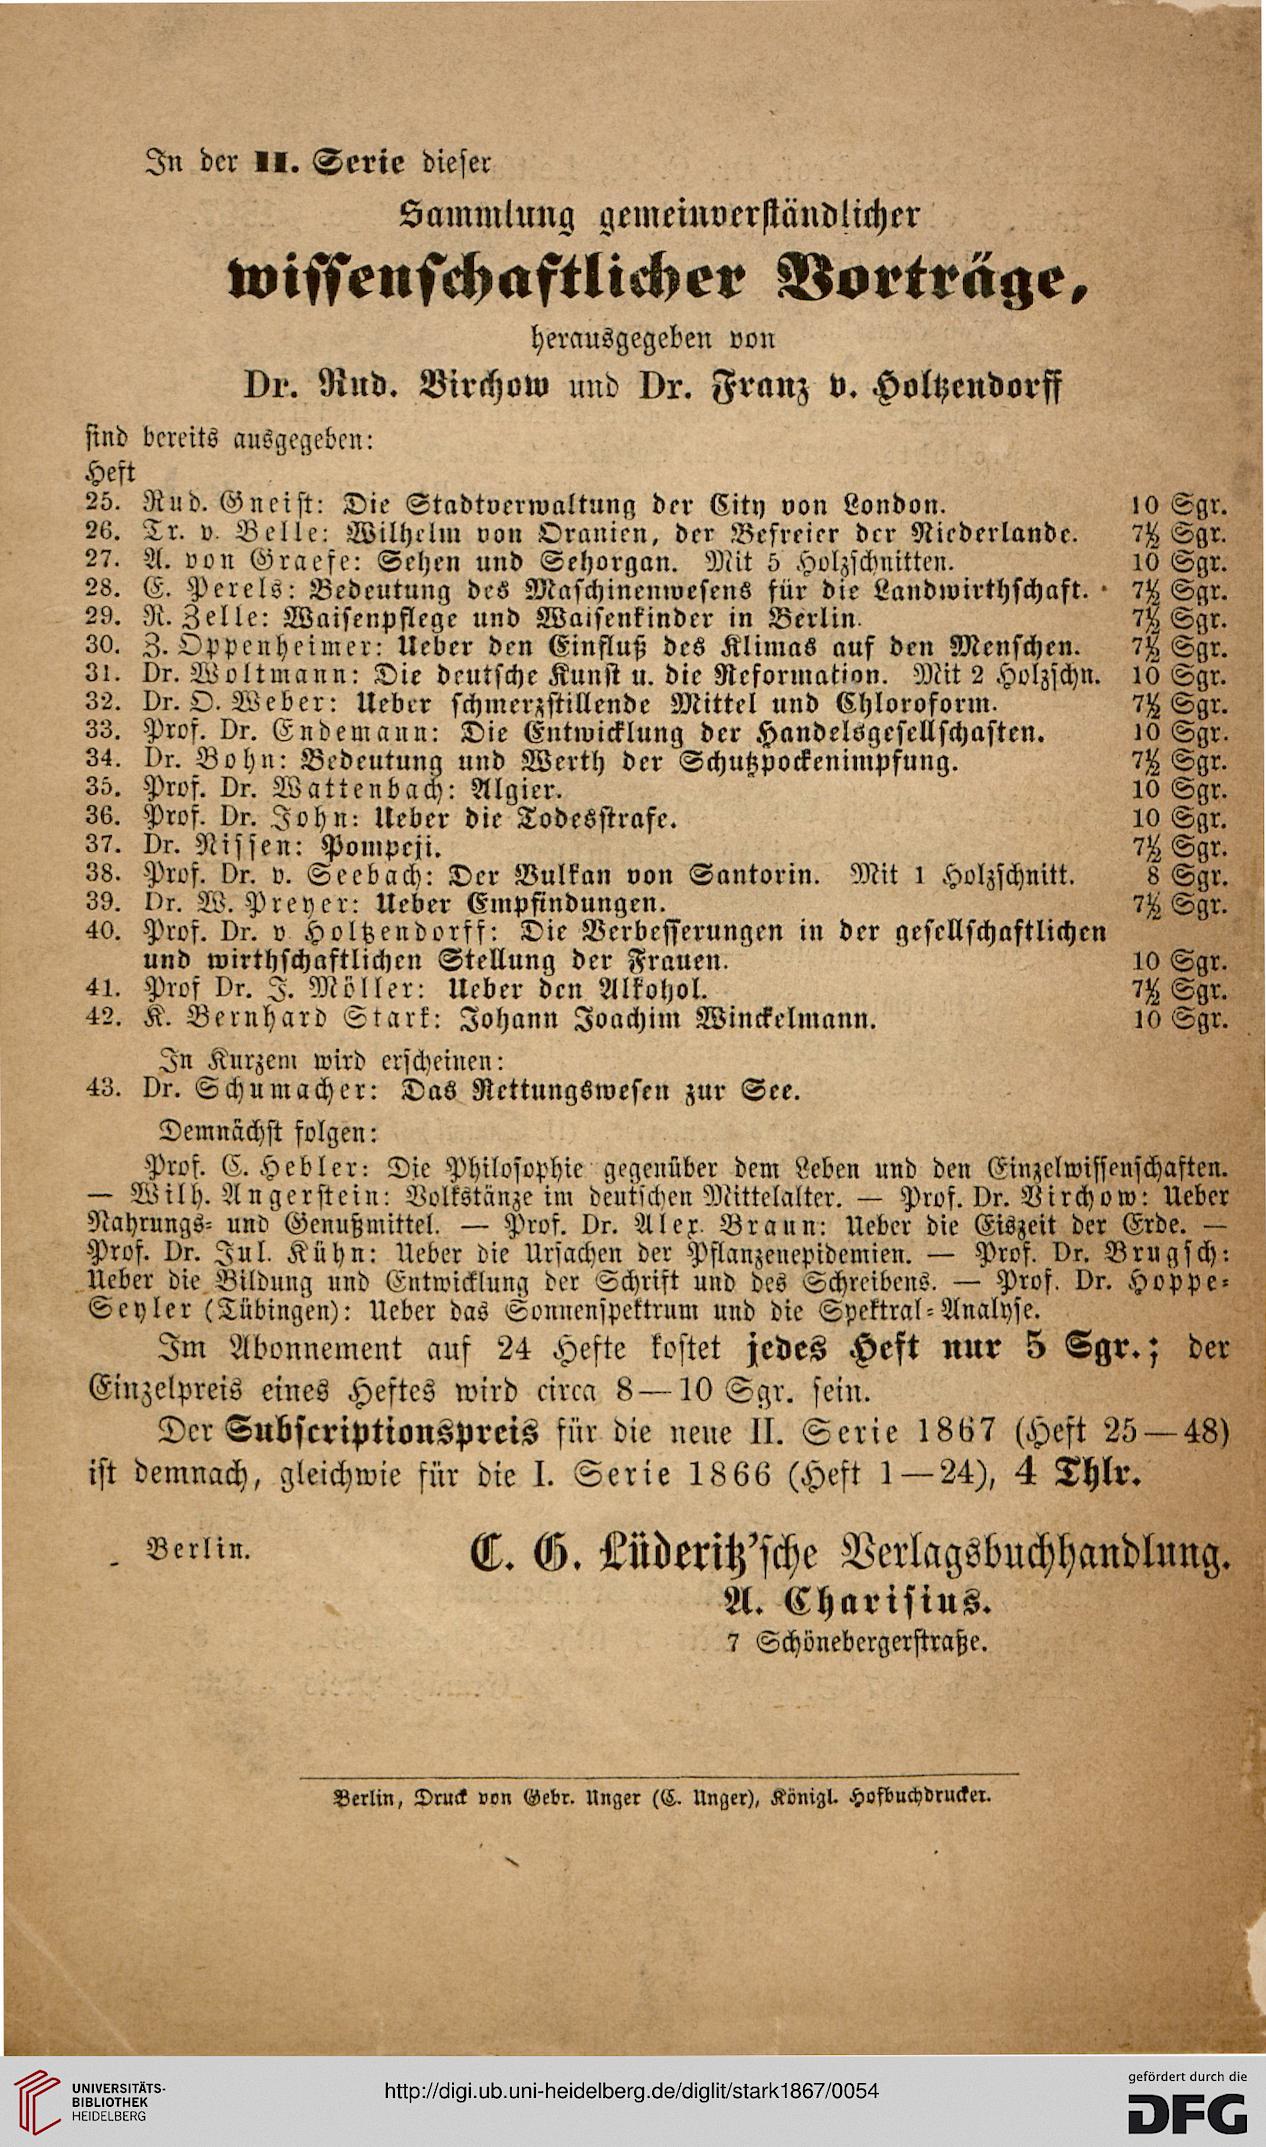 In der II. Serie dieser
Sammlung gemeinverständlicher
wissenschaftlicher Vorträge,
herausgegeben von
Dr. Rud. Virchow und Dr. Franz v. Holtzendorff
sind bereits ausgegeben:
Heft
25. Rud. Gneist: Die Stadtverwaltung der City von London. 10 Sgr.
26. Tr. v. Belle: Wilhelm von Oranien, der Befreier der Niederlande. 7½ Sgr.
27. A. von Graefe: Sehen und Sehorgan. Mit 5 Holzschnitten. 10 Sgr.
28. E. Perels: Bedeutung des Maschinenwesens für die Landwirthschaft. 7½ Sgr.
29. R. Zelle: Waisenpflege und Waisenkinder in Berlin. 7½ Sgr.
30. Z. Oppenheimer: Ueber den Einfluß des Klimas auf den Menschen. 7½ Sgr.
31. Dr. Woltmann: Die deutsche Kunst u. die Reformation. Mit 2 Holzschn. 10 Sgr.
32. Dr. O. Weber: Ueber schmerzstillende Mittel und Chloroform. 7½ Sgr.
33. Prof. Dr. Endemann: Die Entwicklung der Handelsgesellschaften. 10 Sgr.
34. Dr. Bohn: Bedeutung und Werth der Schutzpockenimpfung. 7½ Sgr.
35. Prof. Dr. Wattenbach: Algier. 10 Sgr.
36. Prof. Dr. John: Ueber die Todesstrafe. 10 Sgr.
37. Dr. Nissen: Pompeji. 7½ Sgr.
38. Prof. Dr. v. Seebach: Der Vulkan von Santorin. Mit 1 Holzschnitt. 8 Sgr.
39. Dr. W. Preyer: Ueber Empfindungen. 7½ Sgr.
40. Prof. Dr. v Holtzendorff: Die Verbesserungen in der gesellschaftlichen
und wirthschaftlichen Stellung der Frauen. 10 Sgr.
41. Prof Dr. J. Möller: Ueber den Alkohol. 7½ Sgr.
42. K. Bernhard Stark: Johann Joachim Winckelmann. 10 Sgr.
In Kurzem wird erscheinen:
43. Dr. Schumacher: Das Rettungswesen zur See.
Demnächst folgen:
Prof. C. Hebler: Die Philosophie gegenüber dem Leben und den Einzelwissenschaften.
— Wilh. Angerstein: Volkstänze im deutschen Mittelalter. — Prof. Dr. Virchow: Ueber
Nahrungs- und Genußmittel. — Prof. Dr. Alex. Braun: Ueber die Eiszeit der Erde. —
Prof. Dr. Jul. Kühn: Ueber die Ursachen der Pflanzenepidemien. — Prof. Dr. Brugsch:
Ueber die Bildung und Entwicklung der Schrift und des Schreibens. — Prof. Dr. Hoppe-
Seyler (Tübingen): Ueber das Sonnenspektrum und die Spektral-Analyse.
Im Abonnement auf 24 Hefte kostet jedes Heft nur 5 Sgr.; der
Einzelpreis eines Heftes wird circa 8—10 Sgr. sein.
Der Subscriptionspreis für die neue II. Serie 1867 (Heft 25—48)
ist demnach, gleichwie für die I. Serie 1866 (Heft 1—24), 4 Thlr.
Berlin. C. G. Lüderitz'sche Verlagsbuchhandlung.
A. Charisius.
7 Schönebergerstraße.
Berlin, Druck von Gebr. Unger (C. Unger), Königl. Hofbuchdrucker.
UNIVERSITÄTS-
BIBLIOTHEK
HEIDELBERG
http://digi.ub.uni-heidelberg.de/diglit/stark1867/0054
gefördert durch die
DFG